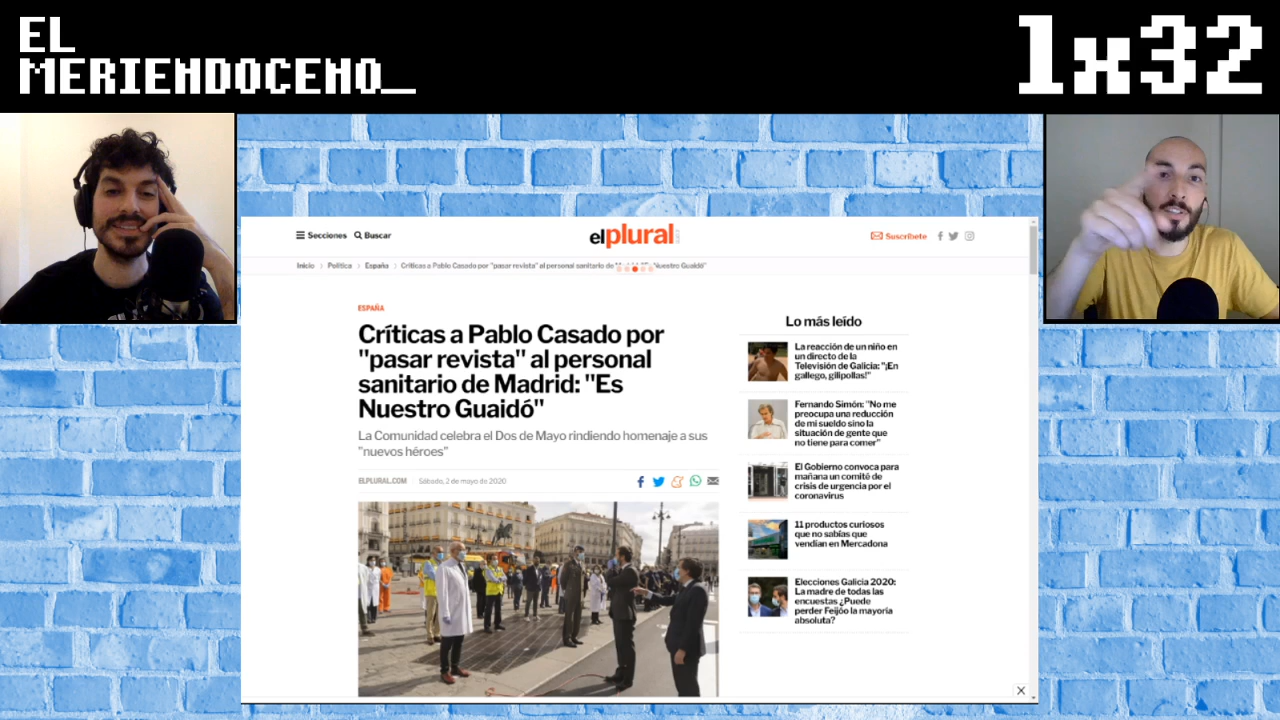 EL
MERIENDOCENO_
1x32
Secciones
Buscar
elplural
Suscríbete
Inicio > Política > España > Críticas a Pablo Casado por "pasar revista" al personal sanitario de Madrid: "Es Nuestro Guaidó"
ESPAÑA
Críticas a Pablo Casado por
"pasar revista" al personal
sanitario de Madrid: "Es
Nuestro Guaidó"
La Comunidad celebra el Dos de Mayo rindiendo homenaje a sus
"nuevos héroes"
ELPLURAL.COM
Sábado, 2 de mayo de 2020
Lo más leído
La reacción de un niño en
un directo de la
Televisión de Galicia: "¡En
gallego, gilipollas!"
Fernando Simón: "No me
preocupa una reducción
de mi sueldo sino la
situación de gente que
no tiene para comer"
El Gobierno convoca para
mañana un comité de
crisis de urgencia por el
coronavirus
11 productos curiosos
que no sabías que
vendían en Mercadona
Elecciones Galicia 2020:
La madre de todas las
encuestas ¿Puede
perder Feijóo la mayoría
absoluta?